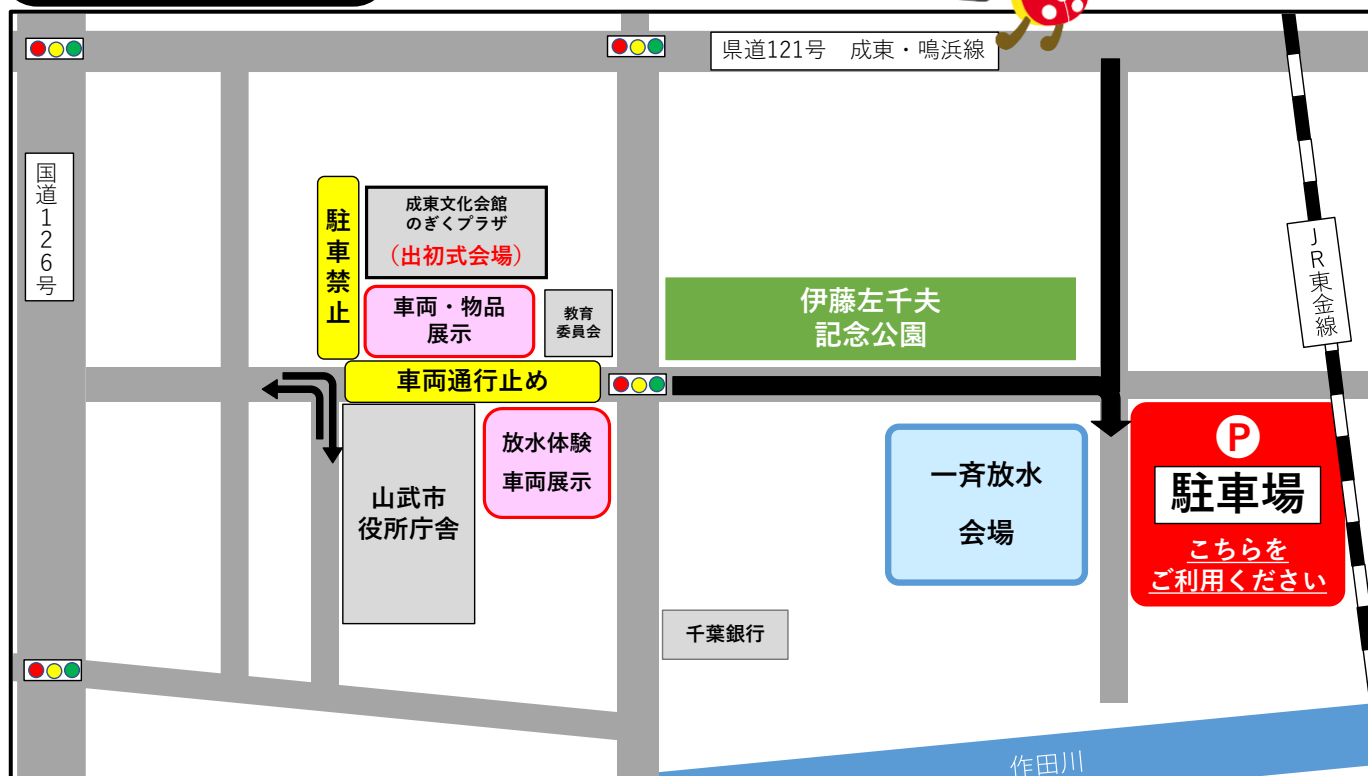 県道121号　成東・鳴浜線
国道126号
駐車禁止
成東文化会館
のぎくプラザ
（出初式会場）
車両・物品
展示
教育
委員会
伊藤左千夫
記念公園
JR東金線
車両通行止め
放水体験
車両展示
山武市
役所庁舎
一斉放水
会場
P
駐車場
こちらを
ご利用ください
千葉銀行
作田川